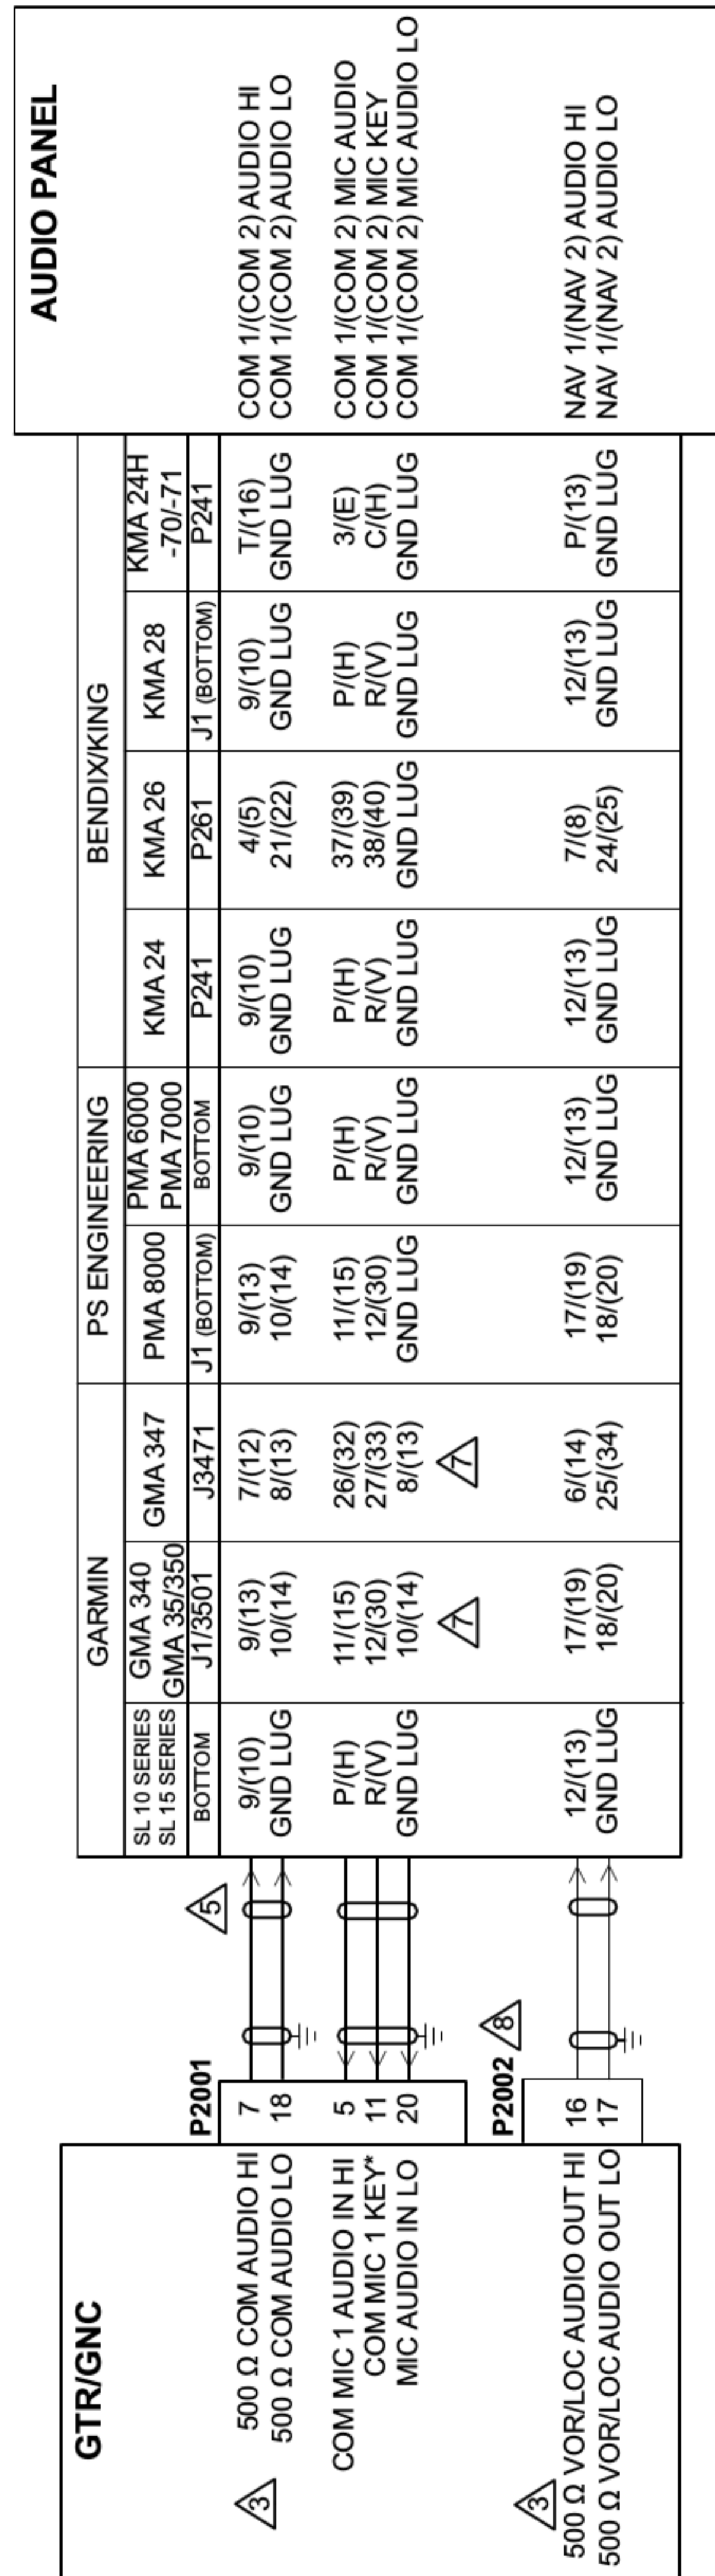 GTR/GNC
P2001
500 Ω COM AUDIO HI 7
500 Ω COM AUDIO LO 18
COM MIC 1 AUDIO IN HI 5
COM MIC 1 KEY* 11
MIC AUDIO IN LO 20
P2002
500 Ω VOR/LOC AUDIO OUT HI 16
500 Ω VOR/LOC AUDIO OUT LO 17
3
3
5
8
GARMIN PS ENGINEERING BENDIX/KING
SL 10 SERIES
SL 15 SERIES
GMA 340
GMA 35/350
GMA 347
PMA 8000
PMA 6000
PMA 7000
KMA 24
KMA 26
KMA 28
KMA 24H
-70/-71
BOTTOM J1/3501 J3471 J1 (BOTTOM) BOTTOM P241 P261 J1 (BOTTOM) P241
9/(10) 9/(13) 7/(12) 9/(13) 9/(10) 9/(10) 4/(5) 9/(10) T/(16)
GND LUG 10/(14) 8/(13) 10/(14) GND LUG GND LUG 21/(22) GND LUG GND LUG
P/(H) 11/(15) 26/(32) 11/(15) P/(H) P/(H) 37/(39) P/(H) 3/(E)
R/(V) 12/(30) 27/(33) 12/(30) R/(V) R/(V) 38/(40) R/(V) C/(H)
GND LUG 10/(14) 8/(13) GND LUG GND LUG GND LUG GND LUG GND LUG GND LUG
7 7
12/(13) 17/(19) 6/(14) 17/(19) 12/(13) 12/(13) 7/(8) 12/(13) P/(13)
GND LUG 18/(20) 25/(34) 18/(20) GND LUG GND LUG 24/(25) GND LUG GND LUG
AUDIO PANEL
COM 1/(COM 2) AUDIO HI
COM 1/(COM 2) AUDIO LO
COM 1/(COM 2) MIC AUDIO
COM 1/(COM 2) MIC KEY
COM 1/(COM 2) MIC AUDIO LO
NAV 1/(NAV 2) AUDIO HI
NAV 1/(NAV 2) AUDIO LO